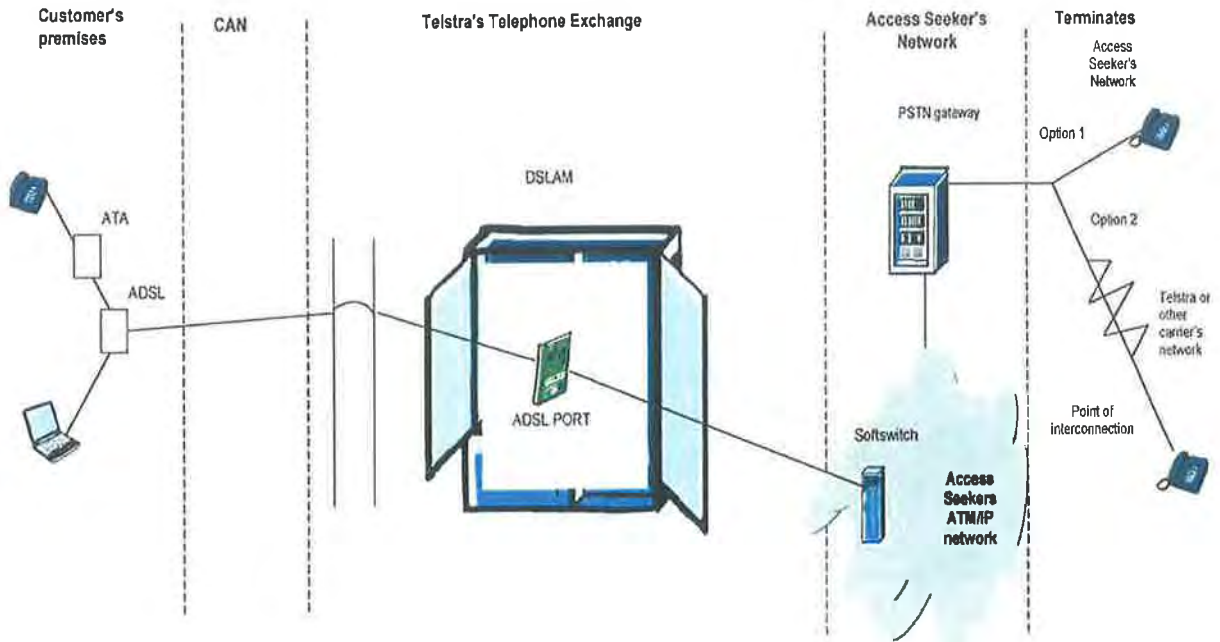 Customer's
premises
CAN
Telstra's Telephone Exchange
Access Seeker's
Network
Terminates
Access
Seeker's
Network
PSTN gateway
Option 1
DSLAM
ATA
Option 2
ADSL
Telstra or
other
carrier's
network
ADSL PORT
Point of
interconnection
Softswitch
Access
Seekers
ATM/IP
network